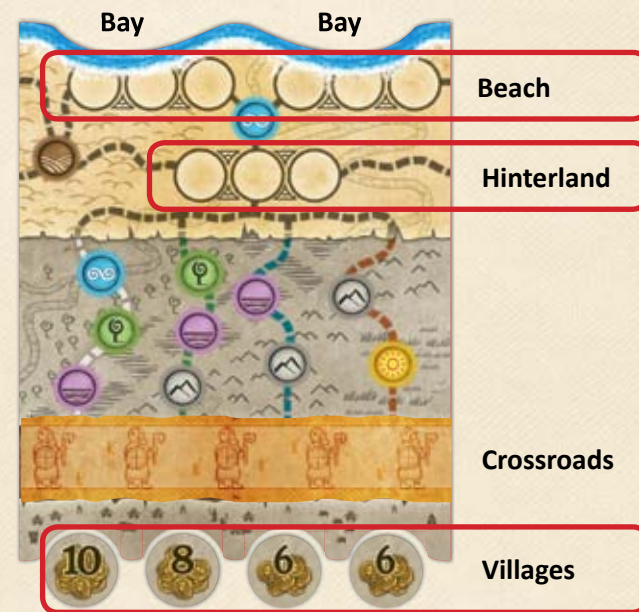 Bay Bay
Beach
Hinterland
Crossroads
10 8 6 6
Villages